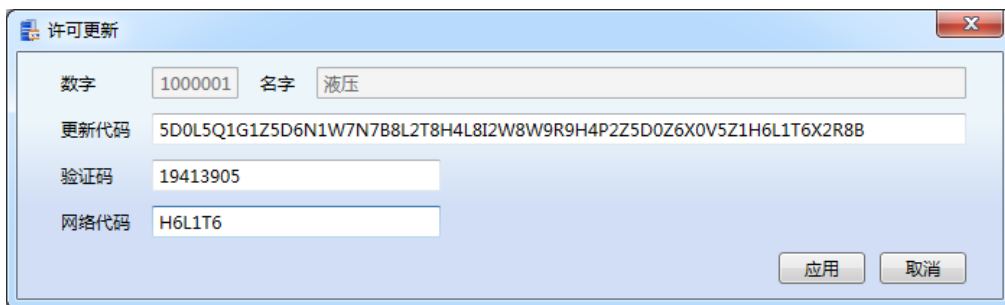 许可更新
数字 1000001 名字 液压
更新代码 5D0L5Q1G1Z5D6N1W7N7B8L2T8H4L8I2W8W9R9H4P2Z5D0Z6X0V5Z1H6L1T6X2R8B
验证码 19413905
网络代码 H6L1T6
应用 取消